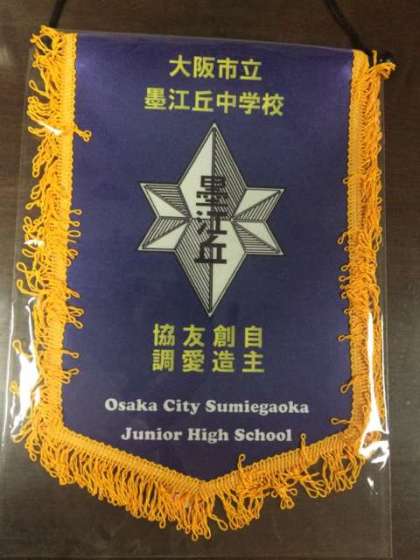 大阪市立
墨江丘中学校
墨江丘
自主
創造
友愛
協調
Osaka City Sumiegaoka
Junior High School